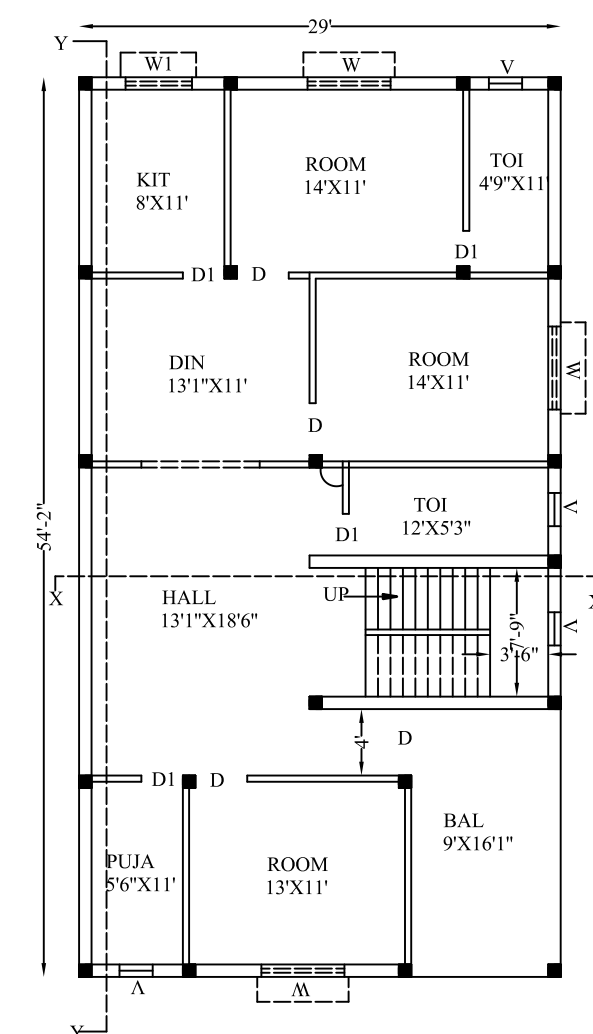 29'
Y
W1
W
V
KIT
8'X11'
ROOM
14'X11'
TOI
4'9"X11'
D1
D1
D
DIN
13'1"X11'
ROOM
14'X11'
W
D
54'-2"
TOI
12'X5'3"
V
D1
X
HALL
13'1"X18'6"
UP
X
V
7'-9"
3'-6"
4'
D
D1
D
BAL
9'X16'1"
PUJA
5'6"X11'
ROOM
13'X11'
V
W
Y